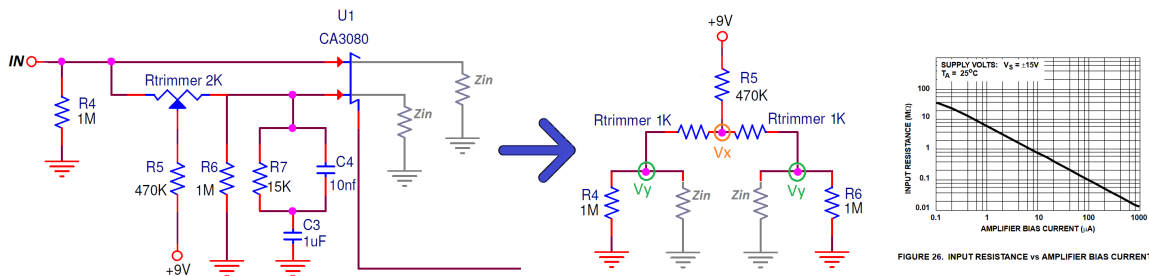 U1
CA3080
IN
Rtrimmer 2K
Zin
Zin
R4
1M
R5
470K
R6
1M
R7
15K
C4
10nf
C3
1uF
+9V
+9V
R5
470K
Rtrimmer 1K
Rtrimmer 1K
Vx
Vy
Vy
R4
1M
Zin
Zin
R6
1M
SUPPLY VOLTS: VS = ±15V
TA = 25°C
INPUT RESISTANCE (MΩ)
100
10
1
0.1
0.01
0.1 1 10 100 1000
AMPLIFIER BIAS CURRENT (µA)
FIGURE 26. INPUT RESISTANCE vs AMPLIFIER BIAS CURRENT